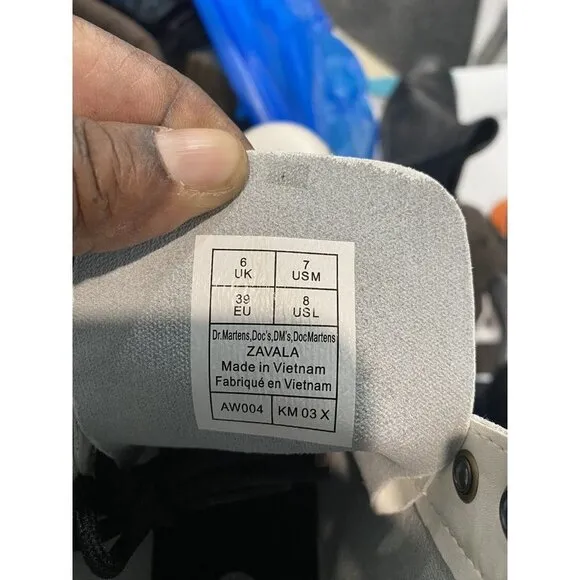 6 7
UK USM
39 8
EU USL
Dr.Martens,Doc's,DM's,DocMartens
ZAVALA
Made in Vietnam
Fabriqué en Vietnam
AW004 KM 03 X